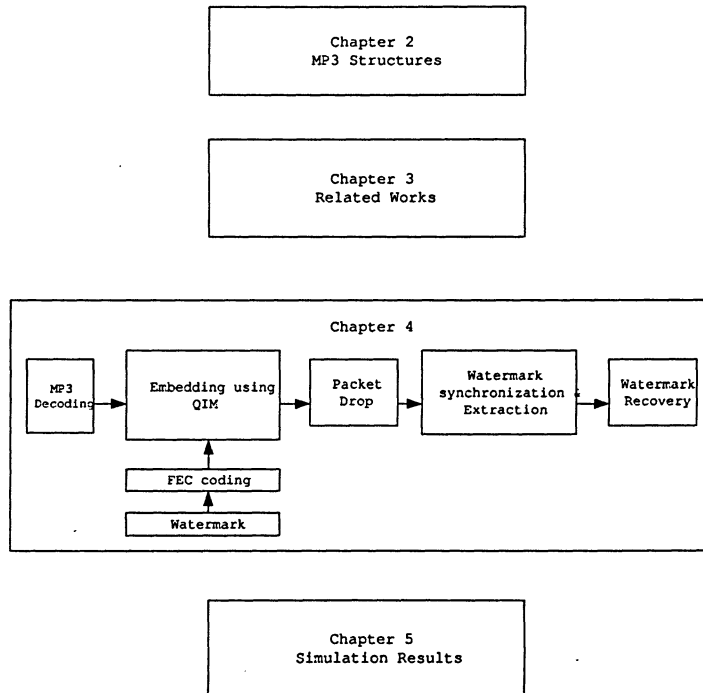 Chapter 2
MP3 Structures
Chapter 3
Related Works
Chapter 4
MP3
Decoding
Embedding using
QIM
Packet
Drop
Watermark
synchronization &
Extraction
Watermark
Recovery
FEC coding
Watermark
Chapter 5
Simulation Results